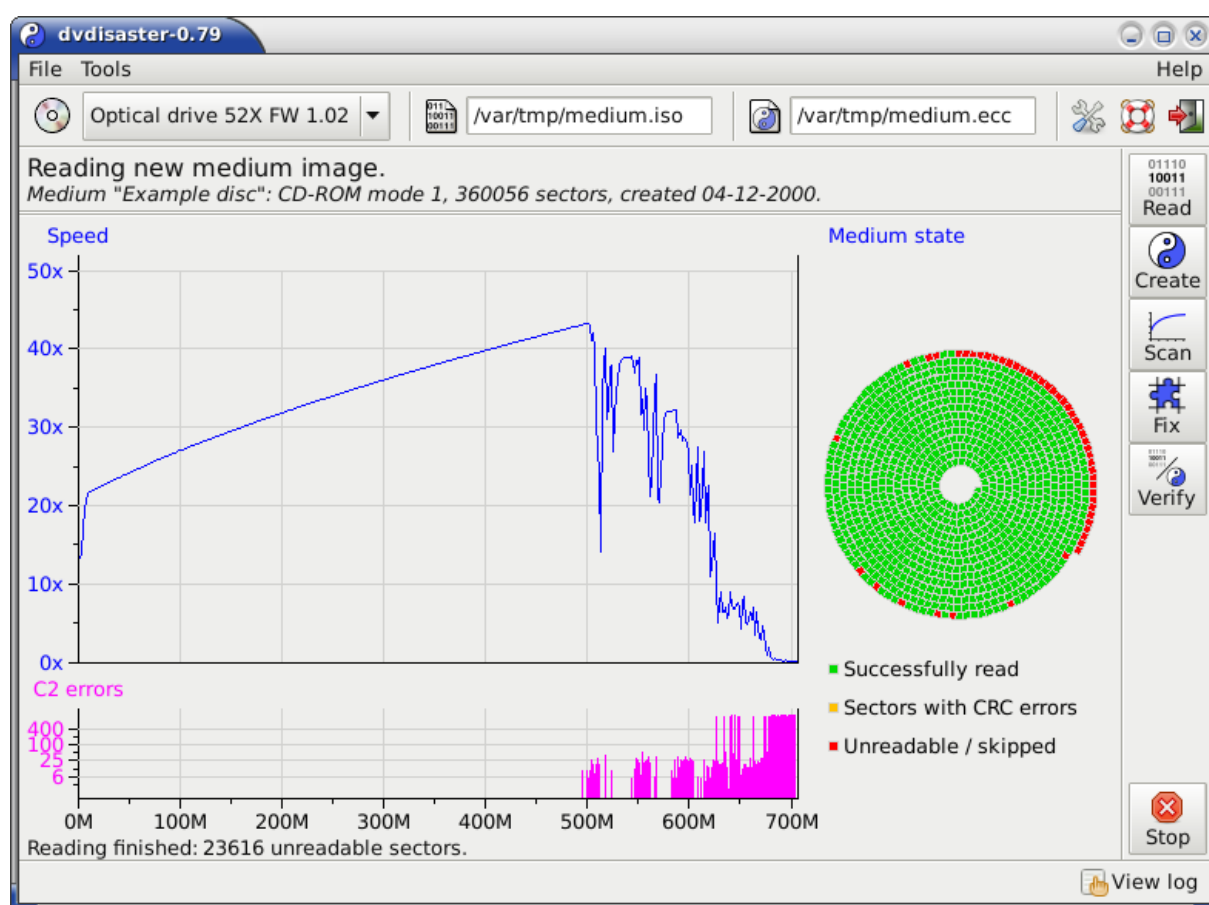 dvdisaster-0.79
File Tools Help
Optical drive 52X FW 1.02
011..
10011
00111
/var/tmp/medium.iso
/var/tmp/medium.ecc
Reading new medium image.
Medium "Example disc": CD-ROM mode 1, 360056 sectors, created 04-12-2000.
01110
10011
00111
Read
Create
Scan
Fix
Verify
Speed
50x
40x
30x
20x
10x
0x
C2 errors
400
100
25
6
0M 100M 200M 300M 400M 500M 600M 700M
Medium state
Successfully read
Sectors with CRC errors
Unreadable / skipped
Reading finished: 23616 unreadable sectors.
Stop
View log